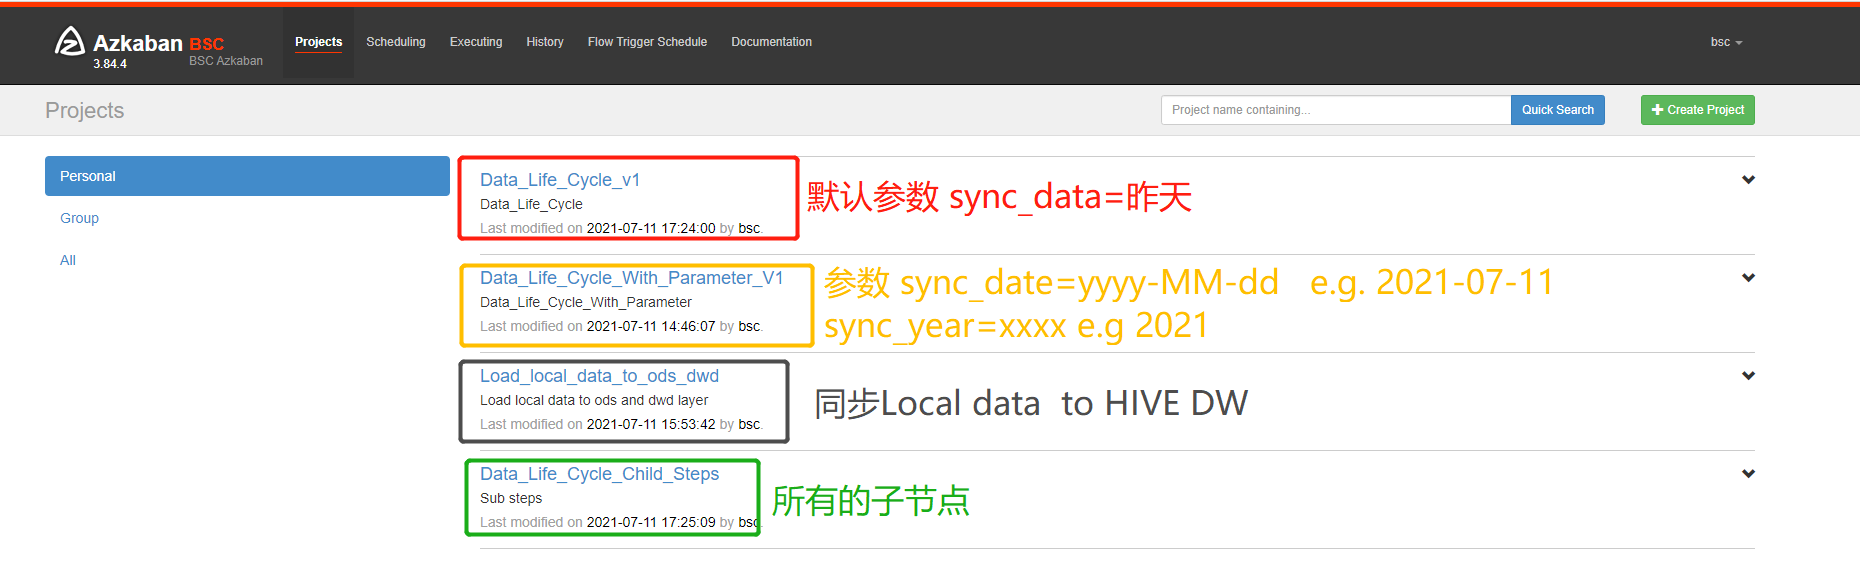 Azkaban BSC
3.84.4
BSC Azkaban
Projects Scheduling Executing History Flow Trigger Schedule Documentation
bsc
Projects
Project name containing...
Quick Search
Create Project
Personal
Group
All
Data_Life_Cycle_v1
Data_Life_Cycle
Last modified on 2021-07-11 17:24:00 by bsc.
默认参数 sync_data=昨天
Data_Life_Cycle_With_Parameter_V1
Data_Life_Cycle_With_Parameter
Last modified on 2021-07-11 14:46:07 by bsc.
参数 sync_date=yyyy-MM-dd e.g. 2021-07-11
sync_year=xxxx e.g 2021
Load_local_data_to_ods_dwd
Load local data to ods and dwd layer
Last modified on 2021-07-11 15:53:42 by bsc.
同步Local data to HIVE DW
Data_Life_Cycle_Child_Steps
Sub steps
Last modified on 2021-07-11 17:25:09 by bsc.
所有的子节点